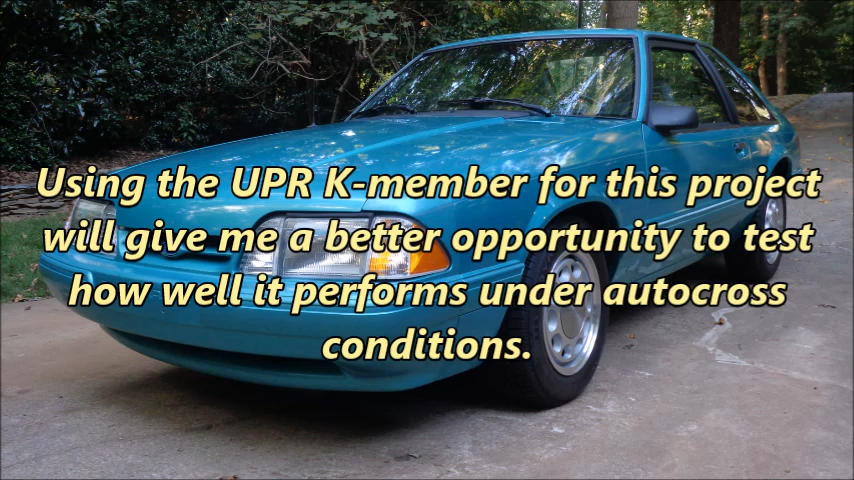 Using the UPR K-member for this project
will give me a better opportunity to test
how well it performs under autocross
conditions.